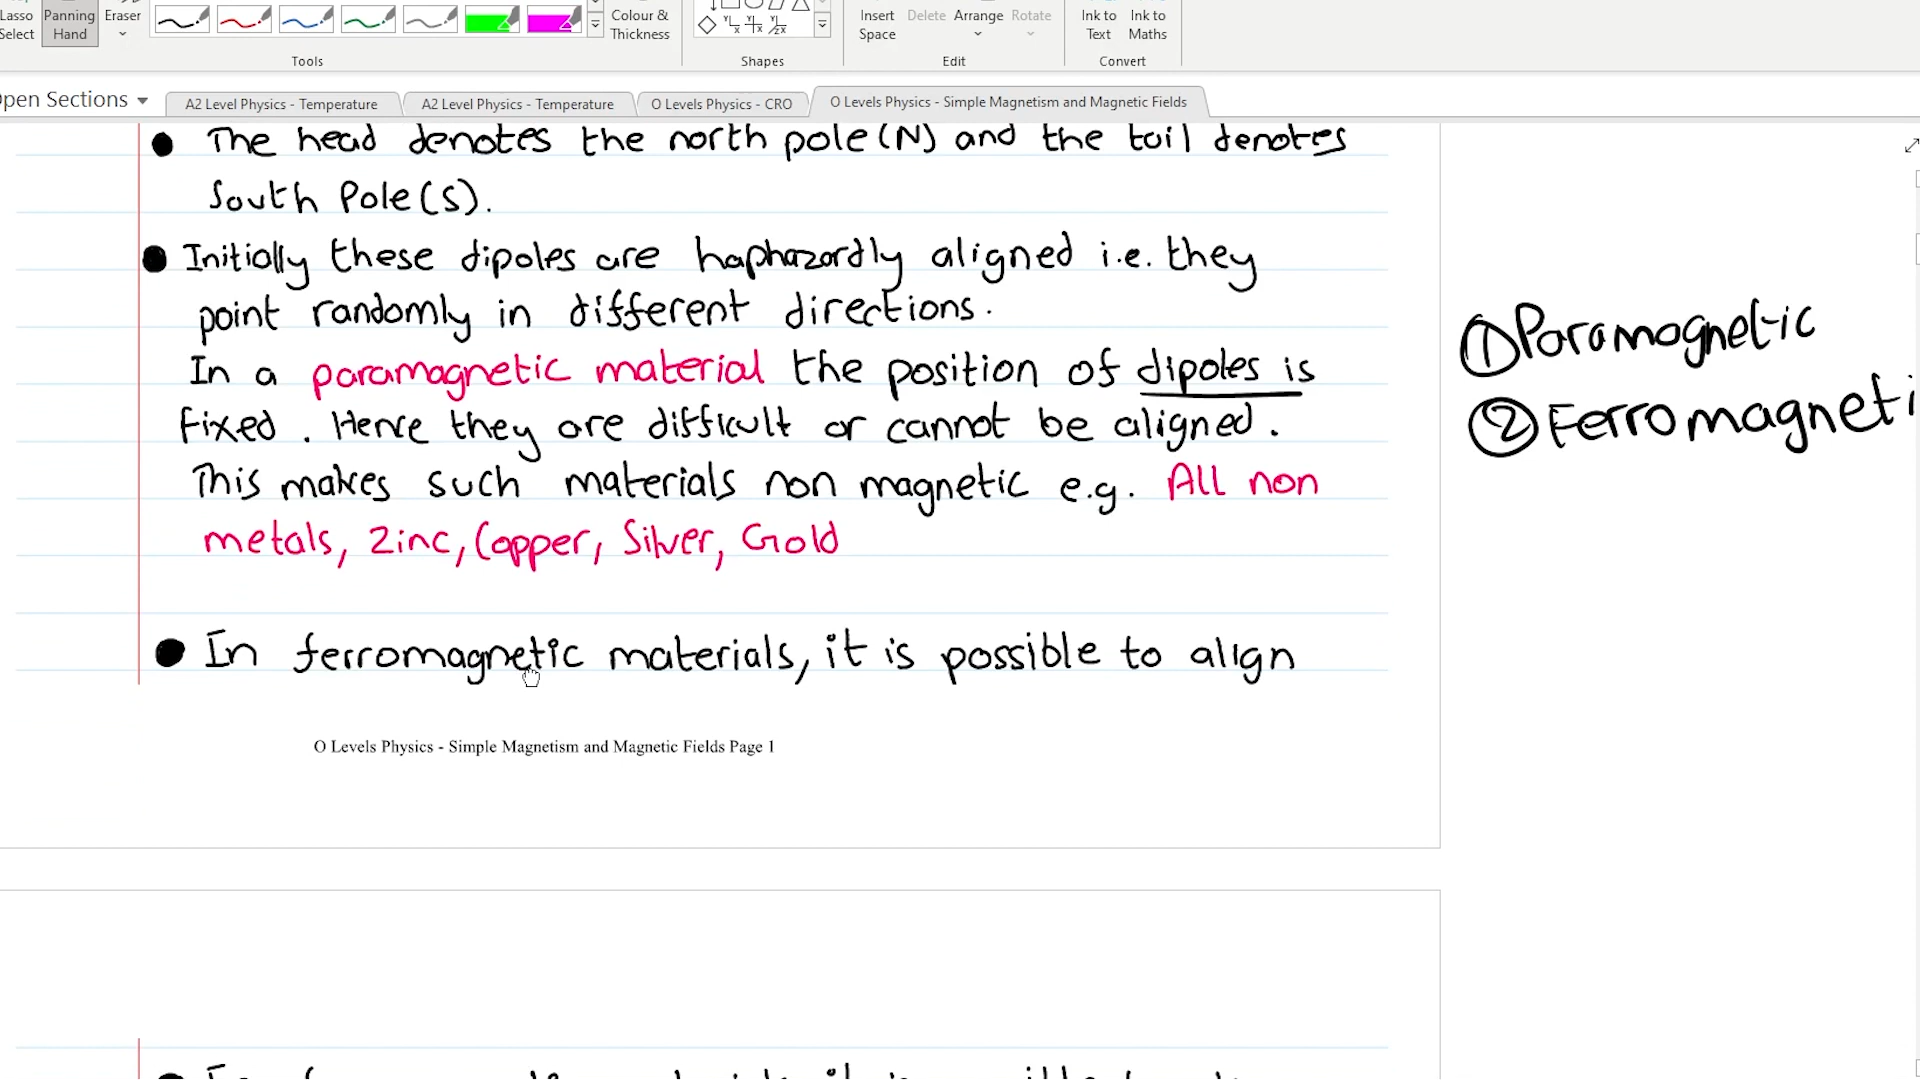 Lasso Select
Panning Hand
Eraser
Colour & Thickness
Insert Space
Delete
Arrange
Rotate
Ink to Text
Ink to Maths
Tools
Shapes
Edit
Convert
pen Sections
A2 Level Physics - Temperature
A2 Level Physics - Temperature
O Levels Physics - CRO
O Levels Physics - Simple Magnetism and Magnetic Fields
The head denotes the north pole(N) and the tail denotes
South Pole(S).
Initially these dipoles are haphazardly aligned i.e. they
point randomly in different directions.
In a paramagnetic material the position of dipoles is
fixed. Hence they are difficult or cannot be aligned.
This makes such materials non magnetic e.g. All non
metals, Zinc, Copper, Silver, Gold
In ferromagnetic materials, it is possible to align
① Paramagnetic
② Ferromagneti
O Levels Physics - Simple Magnetism and Magnetic Fields Page 1